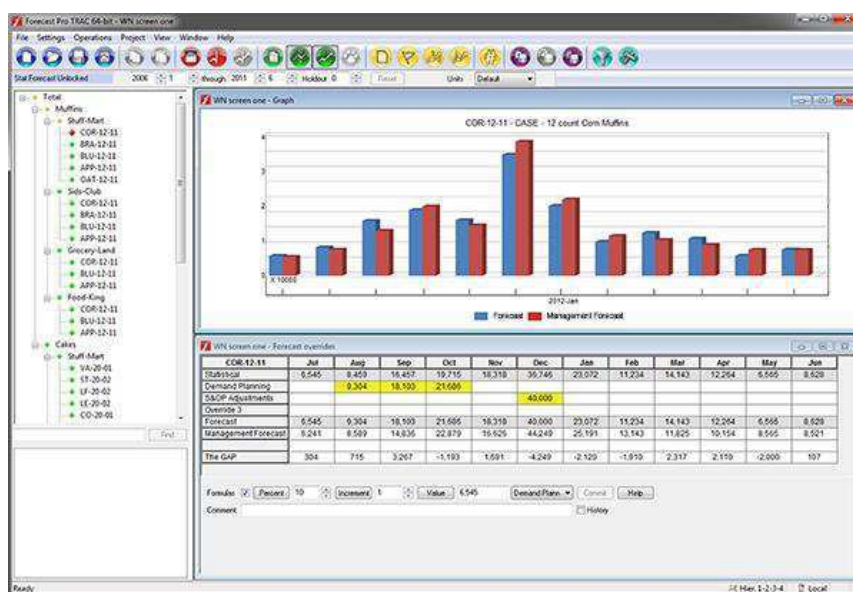 Forecast Pro TRAC 64-bit - WN screen one
File Settings Operations Project View Window Help
Stat Forecast Unlocked 2006 : 1 through 2011 : 6 Holdout 0 Reset Units Default
Total
Muffins
Stuff-Mart
COR-12-11
BRA-12-11
BLU-12-11
APP-12-11
OAT-12-11
Sids-Club
COR-12-11
BRA-12-11
BLU-12-11
APP-12-11
Grocery-Land
COR-12-11
BLU-12-11
APP-12-11
Food-King
COR-12-11
BLU-12-11
APP-12-11
Cakes
Stuff-Mart
VA-20-01
ST-20-02
LF-20-02
LE-20-02
CO-20-01
Find
WN screen one - Graph
COR-12-11 - CASE - 12 count Corn Muffins
4
3
2
1
0
X 10000
2012-Jan
Forecast Management Forecast
WN screen one - Forecast overrides
COR-12-11 Jul Aug Sep Oct Nov Dec Jan Feb Mar Apr May Jun
Statistical 6,545 8,459 16,457 19,715 18,318 36,746 23,072 11,234 14,143 12,264 6,565 8,628
Demand Planning 9,304 18,103 21,686
S&OP Adjustments 40,000
Override 3
Forecast 6,545 9,304 18,103 21,686 18,318 40,000 23,072 11,234 14,143 12,264 6,565 8,628
Management Forecast 6,241 8,589 14,836 22,879 16,626 44,249 25,191 13,143 11,825 10,154 8,565 8,521
The GAP 304 715 3,267 -1,193 1,691 -4,249 -2,120 -1,910 2,317 2,110 -2,000 107
Formulas Percent 10 Increment 1 Value 6,545 Demand Plann Commit Help
Comment History
Ready Hier. 1-2-3-4 Local